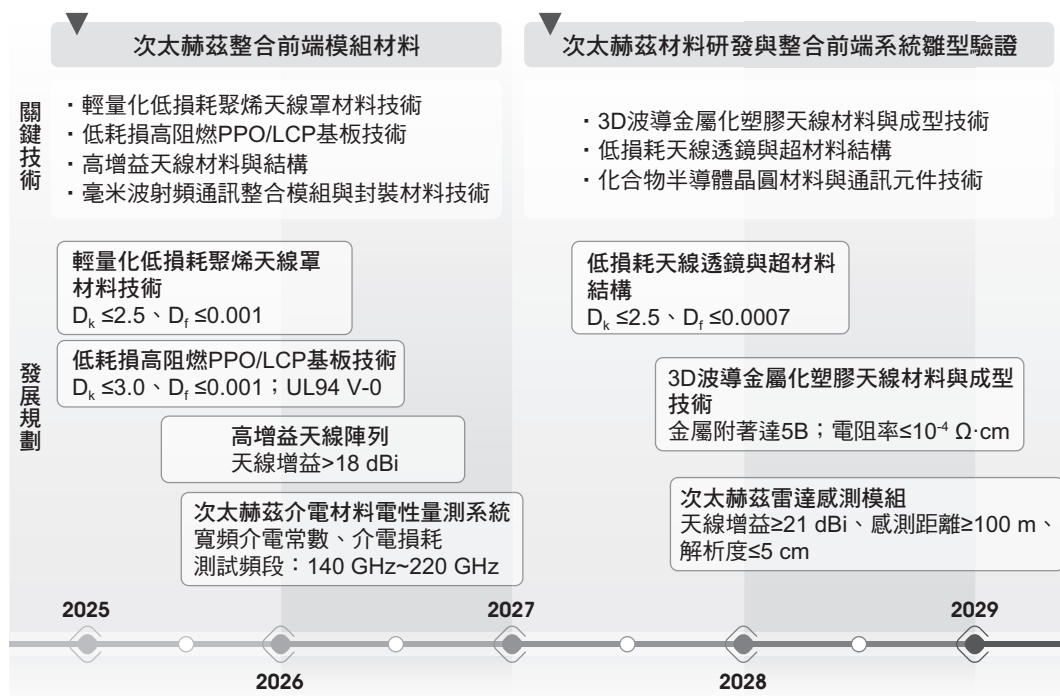 次太赫茲整合前端模組材料
次太赫茲材料研發與整合前端系統雛型驗證
關鍵技術
・輕量化低損耗聚烯天線罩材料技術
・低耗損高阻燃PPO/LCP基板技術
・高增益天線材料與結構
・毫米波射頻通訊整合模組與封裝材料技術
・3D波導金屬化塑膠天線材料與成型技術
・低損耗天線透鏡與超材料結構
・化合物半導體晶圓材料與通訊元件技術
發展規劃
輕量化低損耗聚烯天線罩
材料技術
Dk ≤2.5、Df ≤0.001
低耗損高阻燃PPO/LCP基板技術
Dk ≤3.0、Df ≤0.001；UL94 V-0
高增益天線陣列
天線增益>18 dBi
次太赫茲介電材料電性量測系統
寬頻介電常數、介電損耗
測試頻段：140 GHz~220 GHz
低損耗天線透鏡與超材料
結構
Dk ≤2.5、Df ≤0.0007
3D波導金屬化塑膠天線材料與成型
技術
金屬附著達5B；電阻率≤10⁻⁴ Ω·cm
次太赫茲雷達感測模組
天線增益≥21 dBi、感測距離≥100 m、
解析度≤5 cm
2025
2026
2027
2028
2029